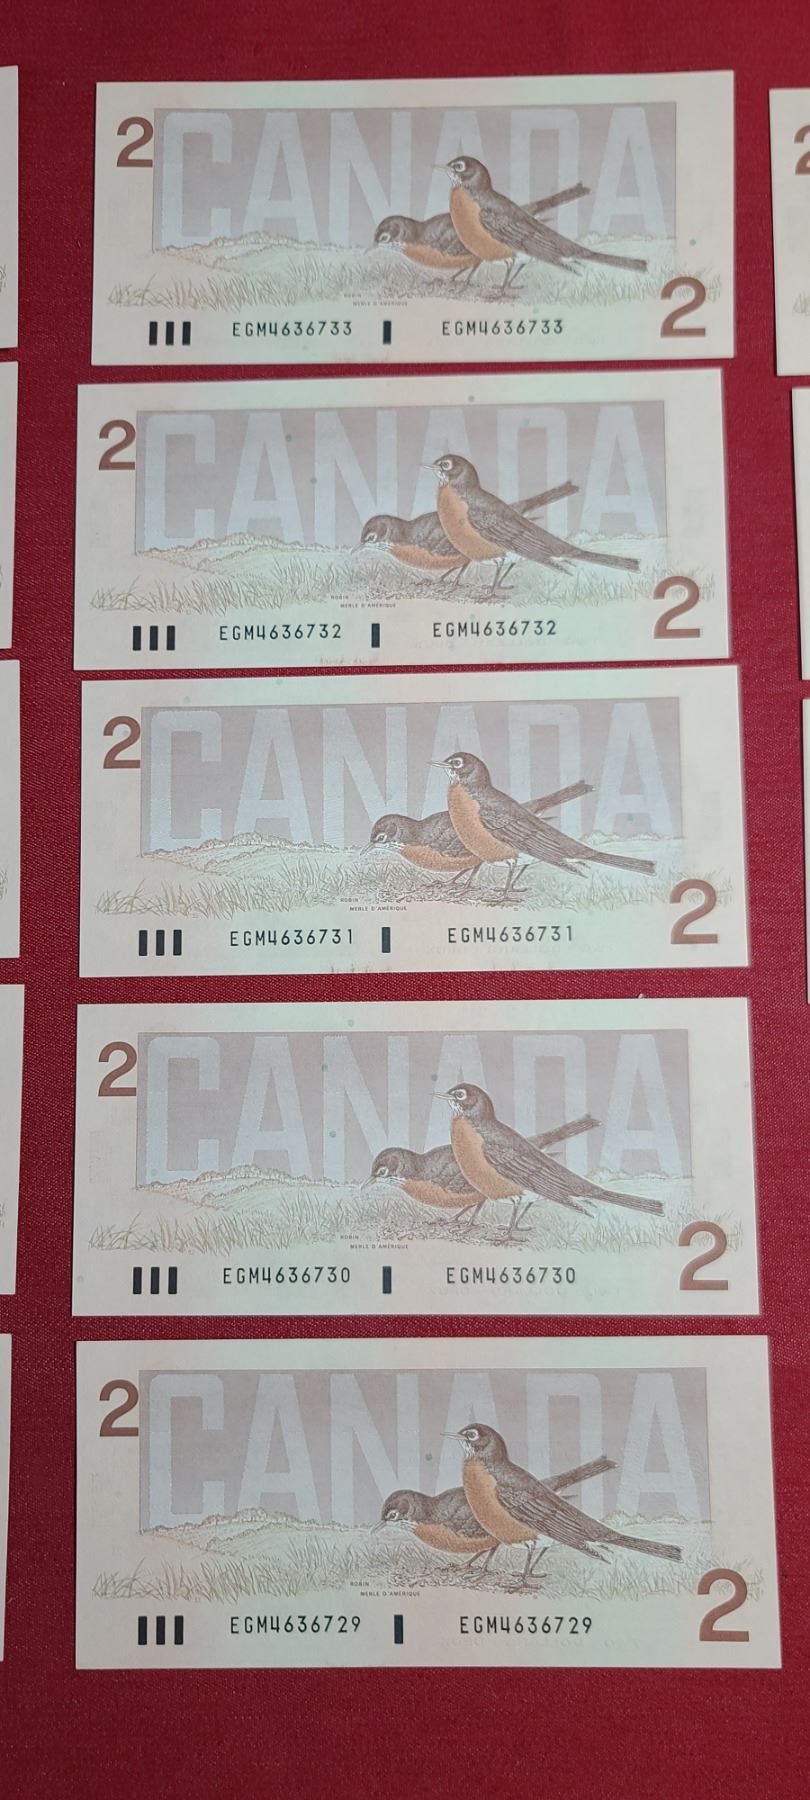 2 CANADA
ROBIN
MERLE D'AMÉRIQUE
EGM4636733 EGM4636733 2
2 CANADA
ROBIN
MERLE D'AMÉRIQUE
EGM4636732 EGM4636732 2
2 CANADA
ROBIN
MERLE D'AMÉRIQUE
EGM4636731 EGM4636731 2
2 CANADA
ROBIN
MERLE D'AMÉRIQUE
EGM4636730 EGM4636730 2
2 CANADA
ROBIN
MERLE D'AMÉRIQUE
EGM4636729 EGM4636729 2